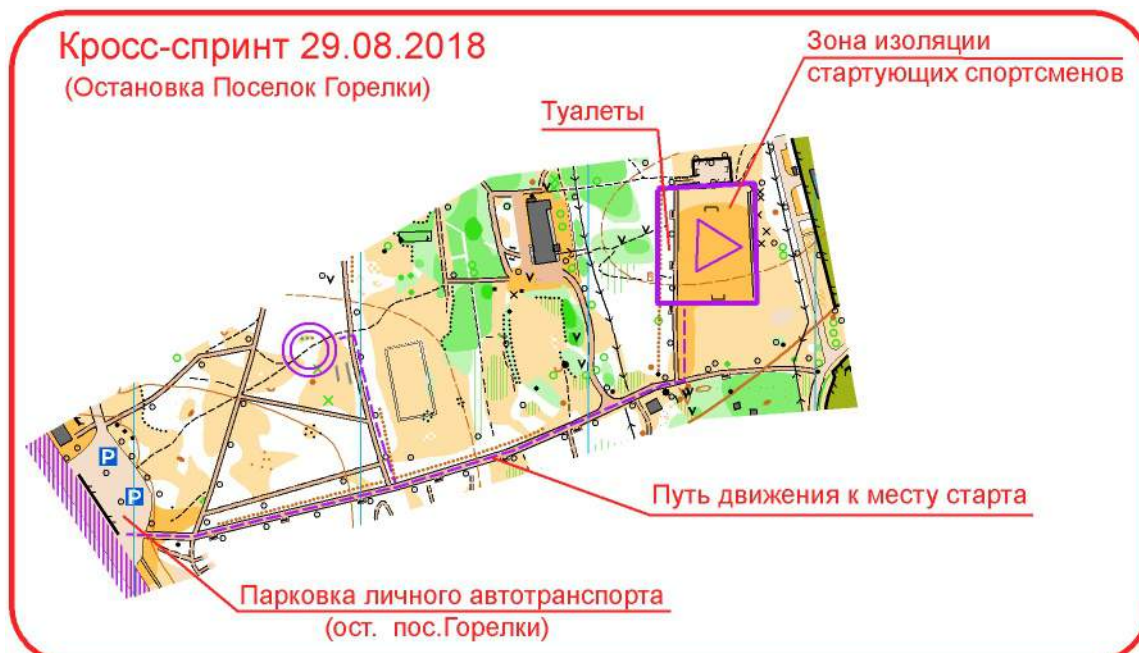 Кросс-спринт 29.08.2018
(Остановка Поселок Горелки)
Зона изоляции
стартующих спортсменов
Туалеты
P
P
Путь движения к месту старта
Парковка личного автотранспорта
(ост. пос.Горелки)